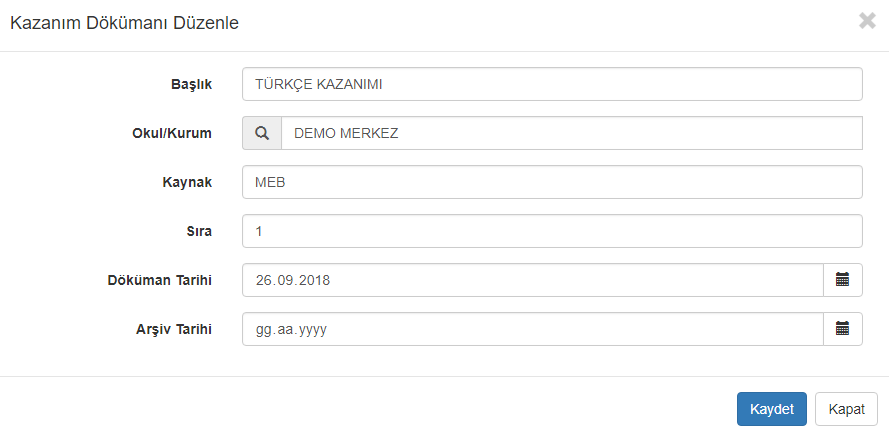 Kazanım Dökümanı Düzenle
Başlık TÜRKÇE KAZANIMI
Okul/Kurum DEMO MERKEZ
Kaynak MEB
Sıra 1
Döküman Tarihi 26.09.2018
Arşiv Tarihi gg.aa.yyyy
Kaydet Kapat